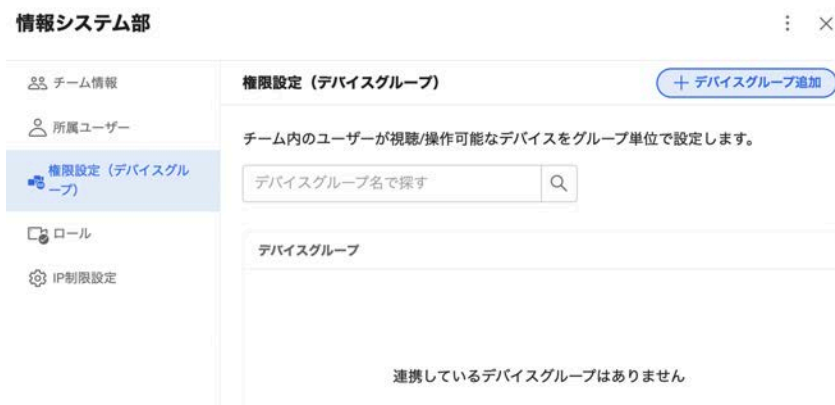 情報システム部
チーム情報
所属ユーザー
権限設定（デバイスグル
ープ）
ロール
IP制限設定
権限設定（デバイスグループ）
＋ デバイスグループ追加
チーム内のユーザーが視聴/操作可能なデバイスをグループ単位で設定します。
デバイスグループ名で探す
デバイスグループ
連携しているデバイスグループはありません